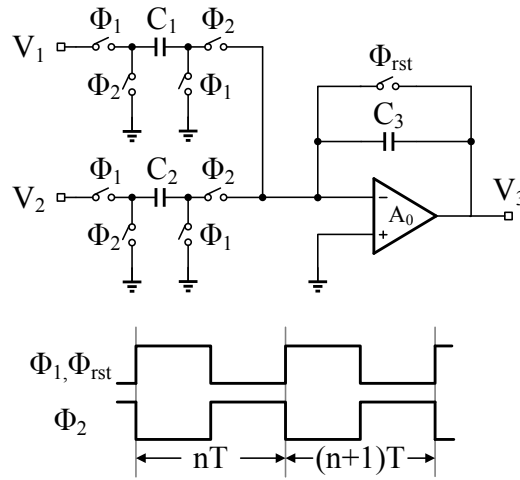 Φ₁ C₁ Φ₂
V₁
Φ₂ Φ₁
Φrst
C₃
Φ₁ C₂ Φ₂
V₂
Φ₂ Φ₁
−
A₀
+
V₃
Φ₁,Φrst
Φ₂
nT (n+1)T